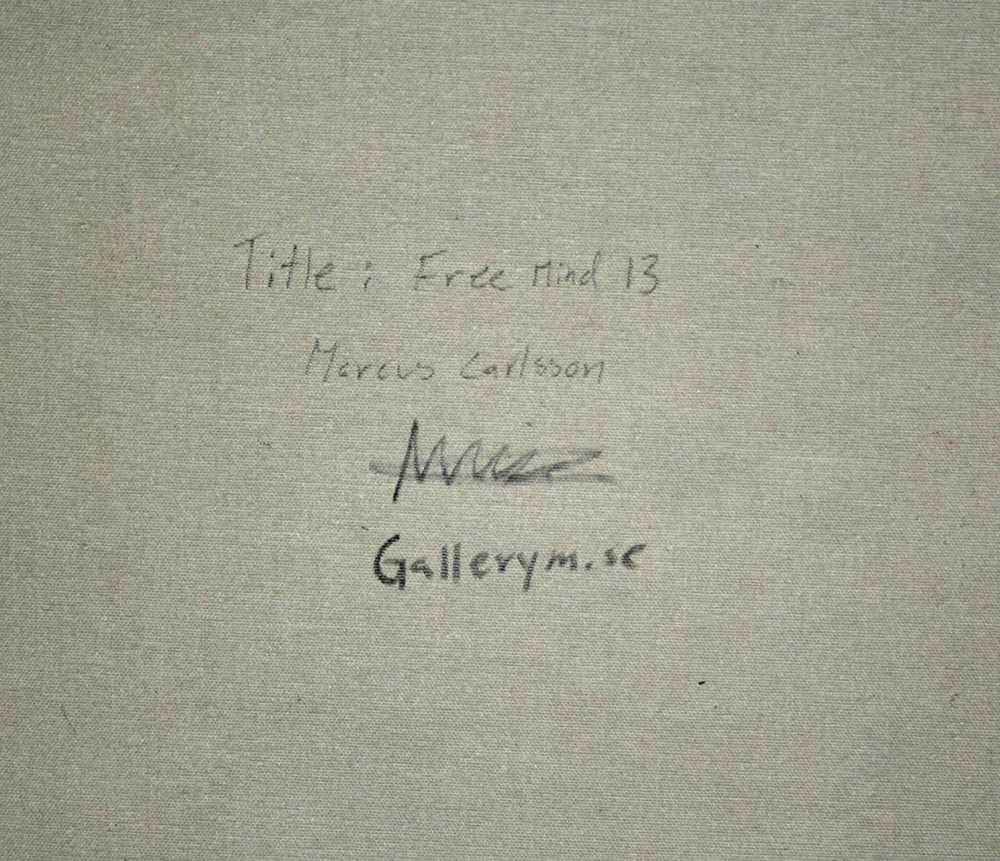 Title: Free Mind 13
Marcus Carlsson
Gallerym.se